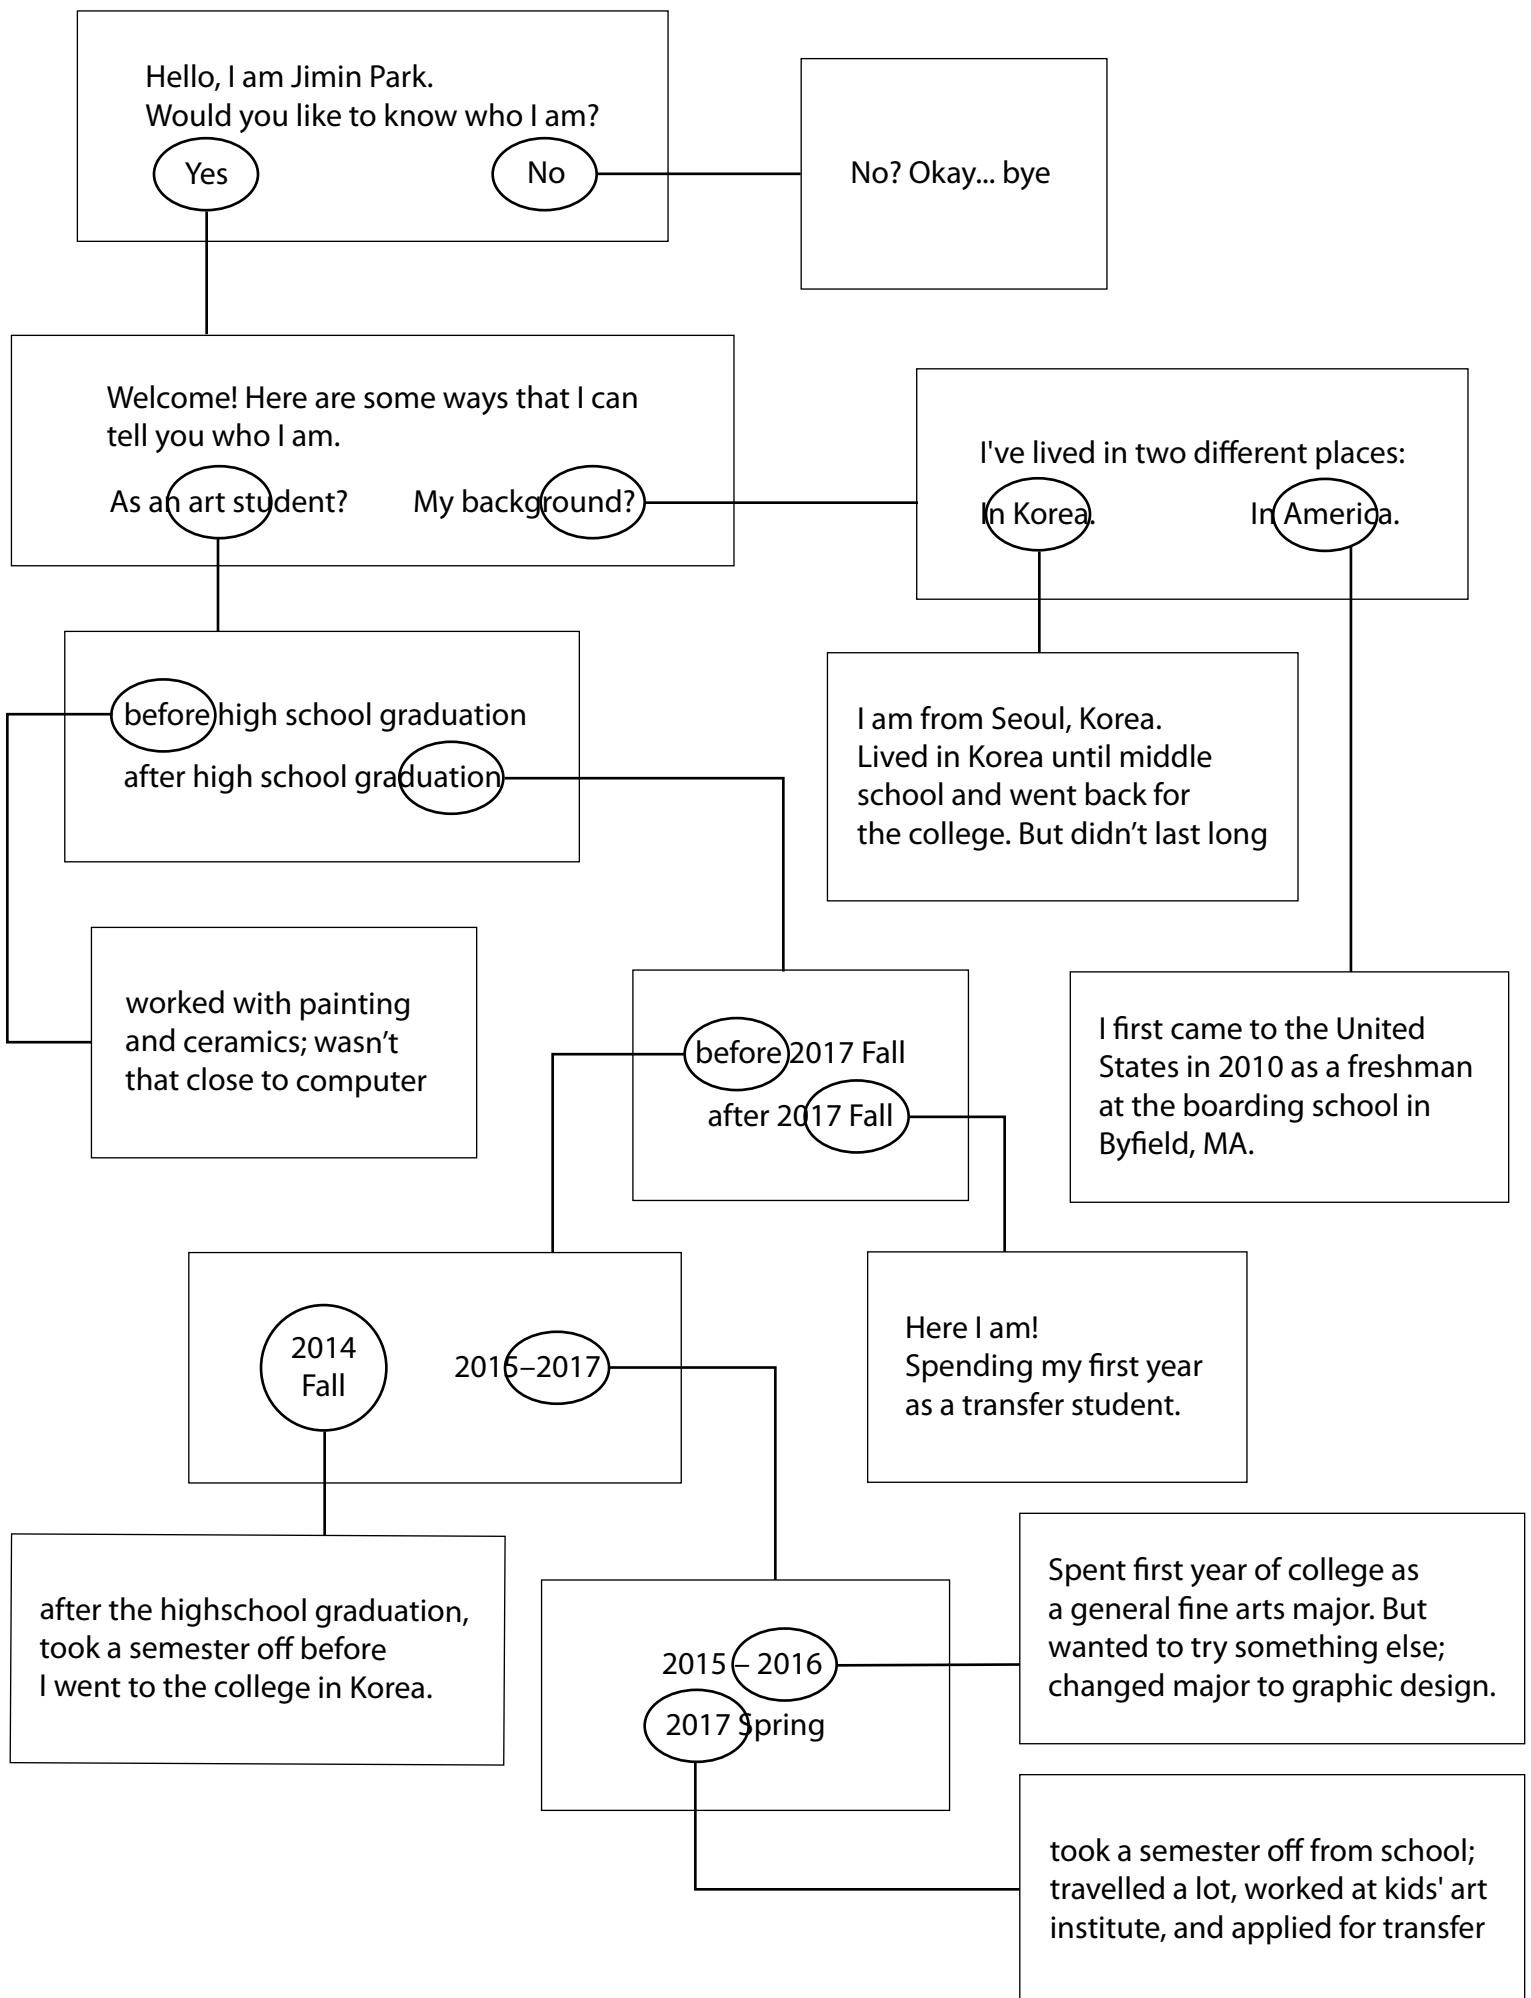 Hello, I am Jimin Park.
Would you like to know who I am?
Yes No
No? Okay... bye
Welcome! Here are some ways that I can
tell you who I am.
As an art student? My background?
I've lived in two different places:
In Korea. In America.
before high school graduation
after high school graduation
I am from Seoul, Korea.
Lived in Korea until middle
school and went back for
the college. But didn’t last long
worked with painting
and ceramics; wasn’t
that close to computer
before 2017 Fall
after 2017 Fall
I first came to the United
States in 2010 as a freshman
at the boarding school in
Byfield, MA.
2014
Fall
2015–2017
Here I am!
Spending my first year
as a transfer student.
after the highschool graduation,
took a semester off before
I went to the college in Korea.
2015 – 2016
2017 Spring
Spent first year of college as
a general fine arts major. But
wanted to try something else;
changed major to graphic design.
took a semester off from school;
travelled a lot, worked at kids' art
institute, and applied for transfer